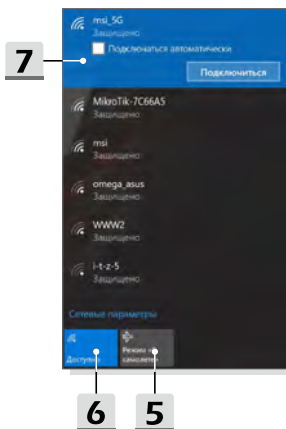 msi_5G
Защищено
Подключаться автоматически
7
Подключиться
MikroTik-7C66A5
Защищено
msi
Защищено
omega_asus
Защищено
WWW2
Защищено
i-t-z-5
Защищено
Сетевые параметры
Режим «в
Доступно
самолете»
6
5